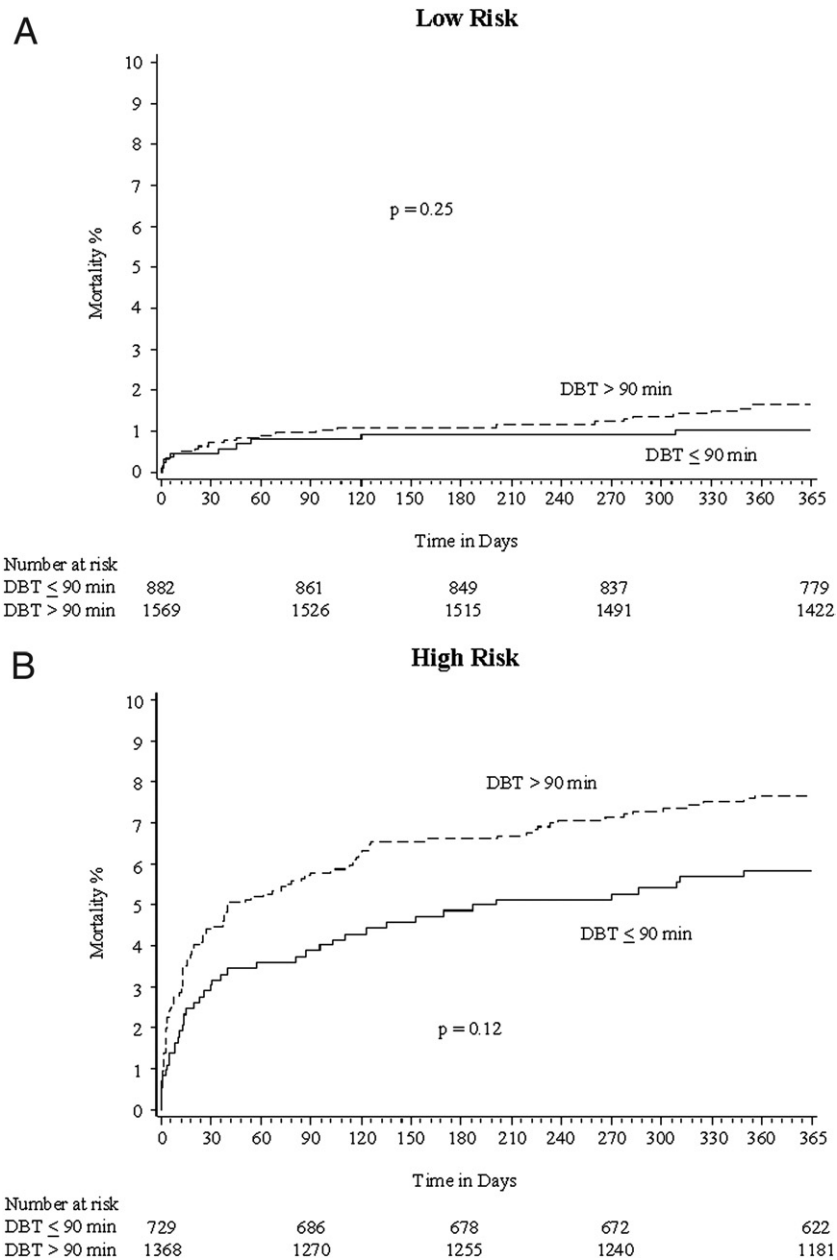 A
Low Risk
10
9
8
7
6
5
4
3
2
1
0
Mortality %
p = 0.25
DBT > 90 min
DBT ≤ 90 min
0 30 60 90 120 150 180 210 240 270 300 330 360 365
Time in Days
Number at risk
DBT ≤ 90 min 882 861 849 837 779
DBT > 90 min 1569 1526 1515 1491 1422
B
High Risk
10
9
8
7
6
5
4
3
2
1
0
Mortality %
DBT > 90 min
DBT ≤ 90 min
p = 0.12
0 30 60 90 120 150 180 210 240 270 300 330 360 365
Time in Days
Number at risk
DBT ≤ 90 min 729 686 678 672 622
DBT > 90 min 1368 1270 1255 1240 1181